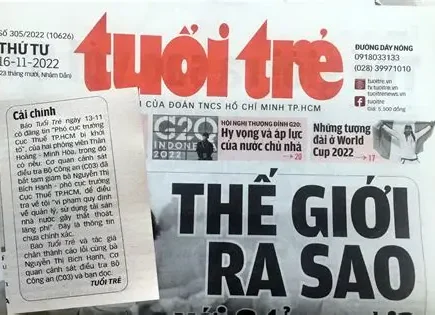 Số 305/2022 (10626)
THỨ TƯ
16-11-2022
23 tháng mười, Nhâm Dần
tuổi trẻ
CỦA ĐOÀN TNCS HỒ CHÍ MINH TP.HCM
ĐƯỜNG DÂY NÓNG
0918033133
(028) 39971010
tuoitre.vn
tv.tuoitre.vn
tuoitrenews.vn
tuoitre
Giá: 5.500 đồng
G20
INDONESIA
2022
HỘI NGHỊ THƯỢNG ĐỈNH G20:
Hy vọng và áp lực
của nước chủ nhà
20
Những tượng
đài ở World
Cup 2022
17
THẾ GIỚI
RA SAO
Cải chính
Báo Tuổi Trẻ ngày 13-11
có đăng tin "Phó cục trưởng
Cục Thuế TP.HCM bị khởi
tố", của hai phóng viên Thân
Hoàng - Minh Hòa, trong đó
có nêu: Cơ quan cảnh sát
điều tra Bộ Công an (C03) đã
bắt tạm giam bà Nguyễn Thị
Bích Hạnh - phó cục trưởng
Cục Thuế TP.HCM, để điều
tra về tội "vi phạm quy định
về quản lý, sử dụng tài sản
nhà nước gây thất thoát,
lãng phí". Đây là thông tin
chưa chính xác.
Báo Tuổi Trẻ và tác giả
chân thành cáo lỗi cùng bà
Nguyễn Thị Bích Hạnh, Cơ
quan cảnh sát điều tra Bộ
Công an (C03) và bạn đọc.
TUỔI TRẺ